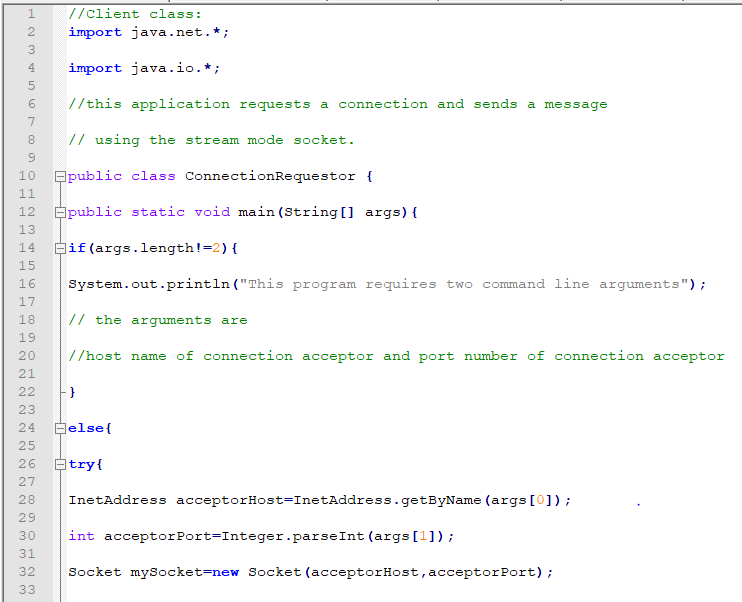 1 //Client class:
2 import java.net.*;
3
4 import java.io.*;
5
6 //this application requests a connection and sends a message
7
8 // using the stream mode socket.
9
10 public class ConnectionRequestor {
11
12 public static void main(String[] args){
13
14 if(args.length!=2){
15
16 System.out.println("This program requires two command line arguments");
17
18 // the arguments are
19
20 //host name of connection acceptor and port number of connection acceptor
21
22 }
23
24 else{
25
26 try{
27
28 InetAddress acceptorHost=InetAddress.getByName(args[0]);
29
30 int acceptorPort=Integer.parseInt(args[1]);
31
32 Socket mySocket=new Socket(acceptorHost,acceptorPort);
33